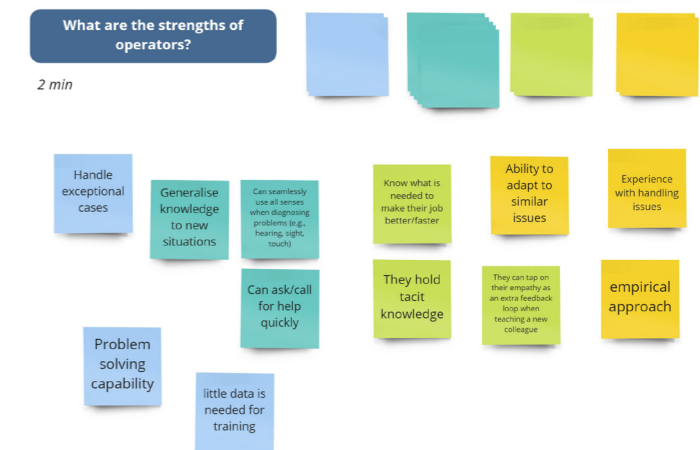 What are the strengths of
operators?
2 min
Handle
exceptional
cases
Generalise
knowledge
to new
situations
Can seamlessly
use all senses
when diagnosing
problems (e.g.,
hearing, sight,
touch)
Can ask/call
for help
quickly
Problem
solving
capability
little data is
needed for
training
Know what is
needed to
make their job
better/faster
Ability to
adapt to
similar
issues
Experience
with handling
issues
They hold
tacit
knowledge
They can tap on
their empathy as
an extra feedback
loop when
teaching a new
colleague
empirical
approach